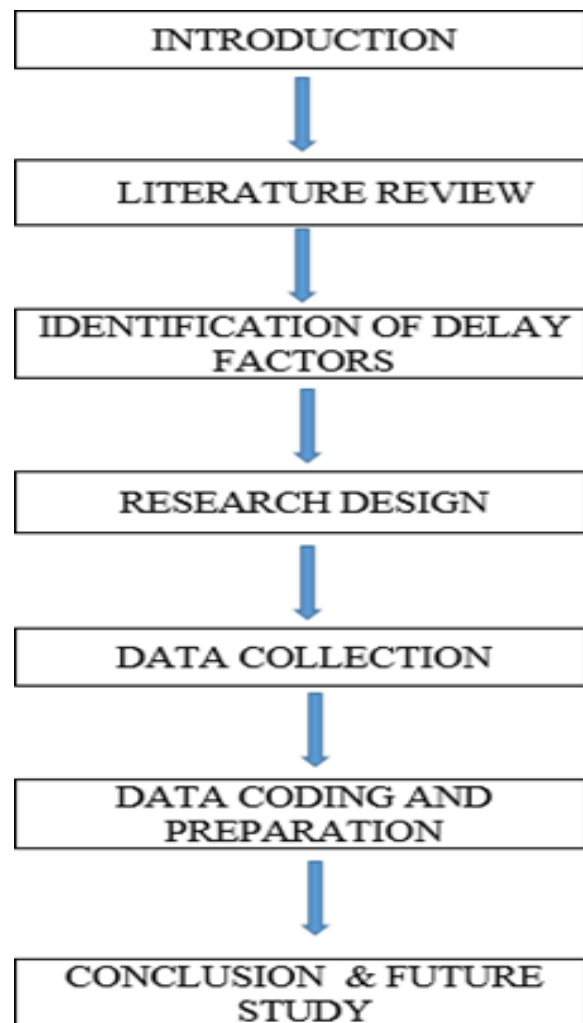 INTRODUCTION
LITERATURE REVIEW
IDENTIFICATION OF DELAY
FACTORS
RESEARCH DESIGN
DATA COLLECTION
DATA CODING AND
PREPARATION
CONCLUSION & FUTURE
STUDY